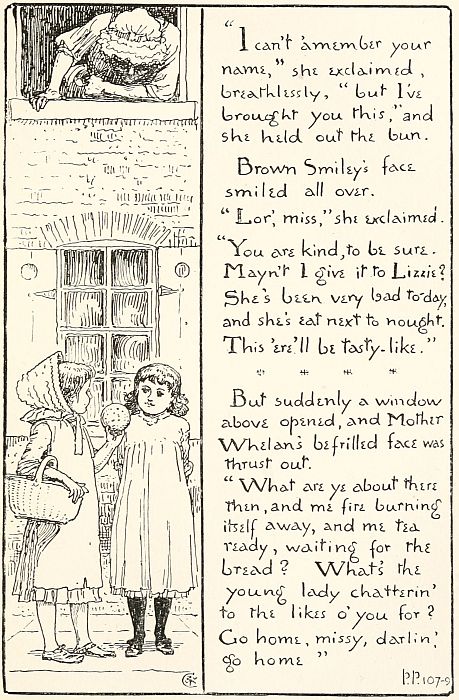 "I can't 'amember your
name," she exclaimed,
breathlessly, "but I've
brought you this," and
she held out the bun.
Brown Smiley's face
smiled all over.
"Lor', miss," she exclaimed.
"You are kind, to be sure.
Mayn't I give it to Lizzie?
She's been very bad to-day,
and she's eat next to nought.
This 'ere'll be tasty-like."
* * * *
But suddenly a window
above opened, and Mother
Whelan's befrilled face was
thrust out.
"What are ye about there
then, and me fire burning
itself away, and me tea
ready, waiting for the
bread? What's the
young lady chatterin'
to the likes o' you for?
Go home, missy, darlin',
go home"
P.P. 107-9